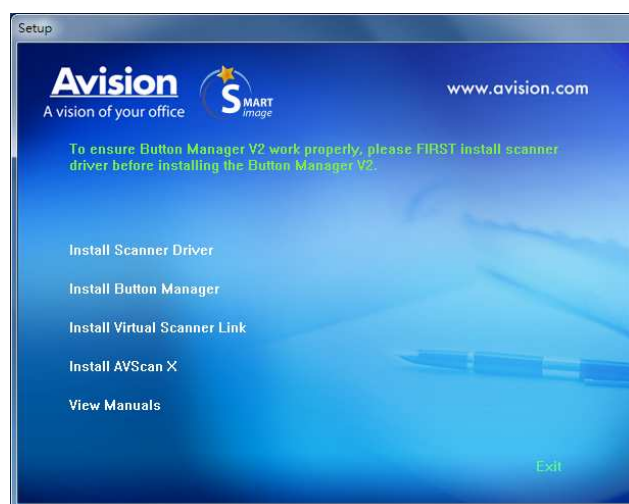 Setup
Avision
A vision of your office
SMART
image
www.avision.com
To ensure Button Manager V2 work properly, please FIRST install scanner
driver before installing the Button Manager V2.
Install Scanner Driver
Install Button Manager
Install Virtual Scanner Link
Install AVScan X
View Manuals
Exit